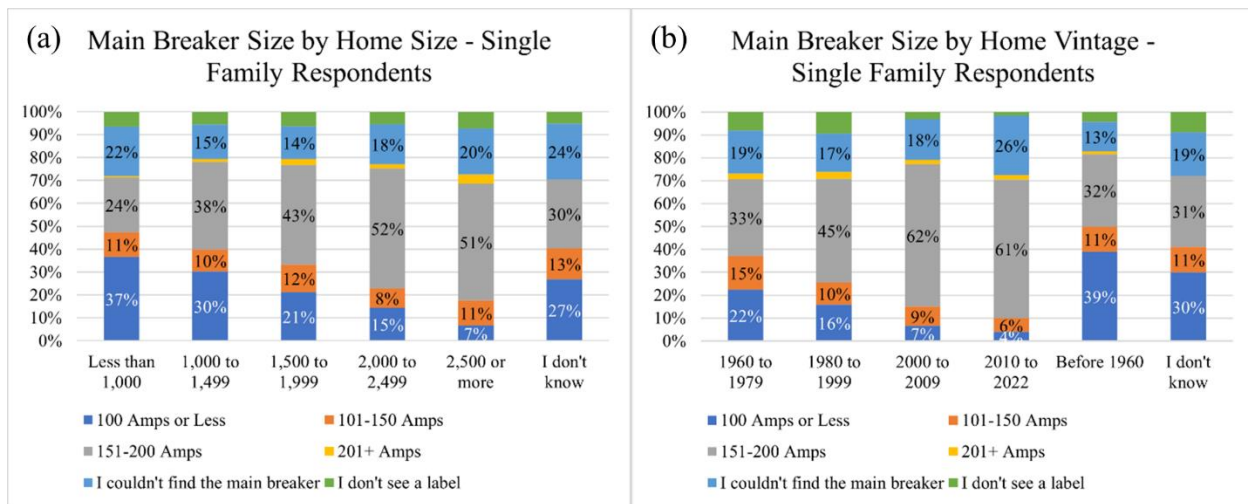 (a)
Main Breaker Size by Home Size - Single
Family Respondents
100%
90%
80%
70%
60%
50%
40%
30%
20%
10%
0%
22%
24%
11%
37%
15%
38%
10%
30%
14%
43%
12%
21%
18%
52%
8%
15%
20%
51%
11%
7%
24%
30%
13%
27%
Less than
1,000
1,000 to
1,499
1,500 to
1,999
2,000 to
2,499
2,500 or
more
I don't
know
100 Amps or Less
101-150 Amps
151-200 Amps
201+ Amps
I couldn't find the main breaker
I don't see a label
(b)
Main Breaker Size by Home Vintage -
Single Family Respondents
100%
90%
80%
70%
60%
50%
40%
30%
20%
10%
0%
19%
33%
15%
22%
17%
45%
10%
16%
18%
62%
9%
7%
26%
61%
6%
4%
13%
32%
11%
39%
19%
31%
11%
30%
1960 to
1979
1980 to
1999
2000 to
2009
2010 to
2022
Before 1960
I don't
know
100 Amps or Less
101-150 Amps
151-200 Amps
201+ Amps
I couldn't find the main breaker
I don't see a label